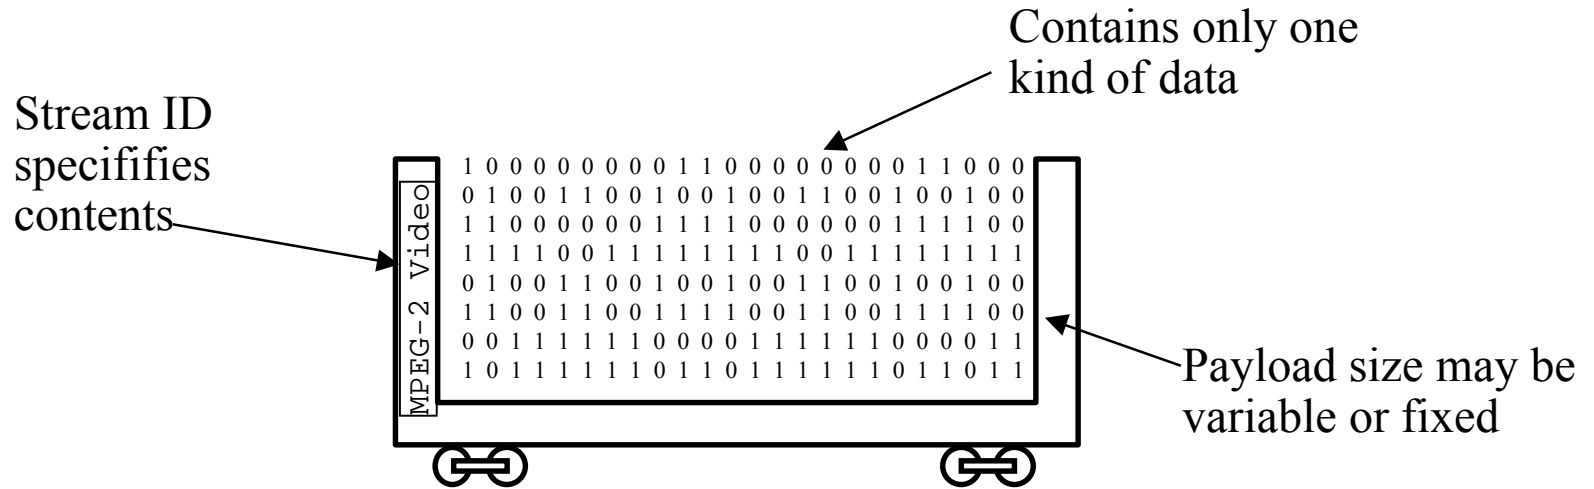 Contains only one
kind of data
Stream ID
specififies
contents
MPEG-2 Video
1 0 0 0 0 0 0 0 0 1 1 0 0 0 0 0 0 0 0 1 1 0 0 0
0 1 0 0 1 1 0 0 1 0 0 1 0 0 1 1 0 0 1 0 0 1 0 0
1 1 0 0 0 0 0 0 1 1 1 1 0 0 0 0 0 0 1 1 1 1 0 0
1 1 1 1 0 0 1 1 1 1 1 1 1 1 0 0 1 1 1 1 1 1 1 1
0 1 0 0 1 1 0 0 1 0 0 1 0 0 1 1 0 0 1 0 0 1 0 0
1 1 0 0 1 1 0 0 1 1 1 1 0 0 1 1 0 0 1 1 1 1 0 0
0 0 1 1 1 1 1 1 0 0 0 0 1 1 1 1 1 1 0 0 0 0 1 1
1 0 1 1 1 1 1 1 0 1 1 0 1 1 1 1 1 1 0 1 1 0 1 1
Payload size may be
variable or fixed